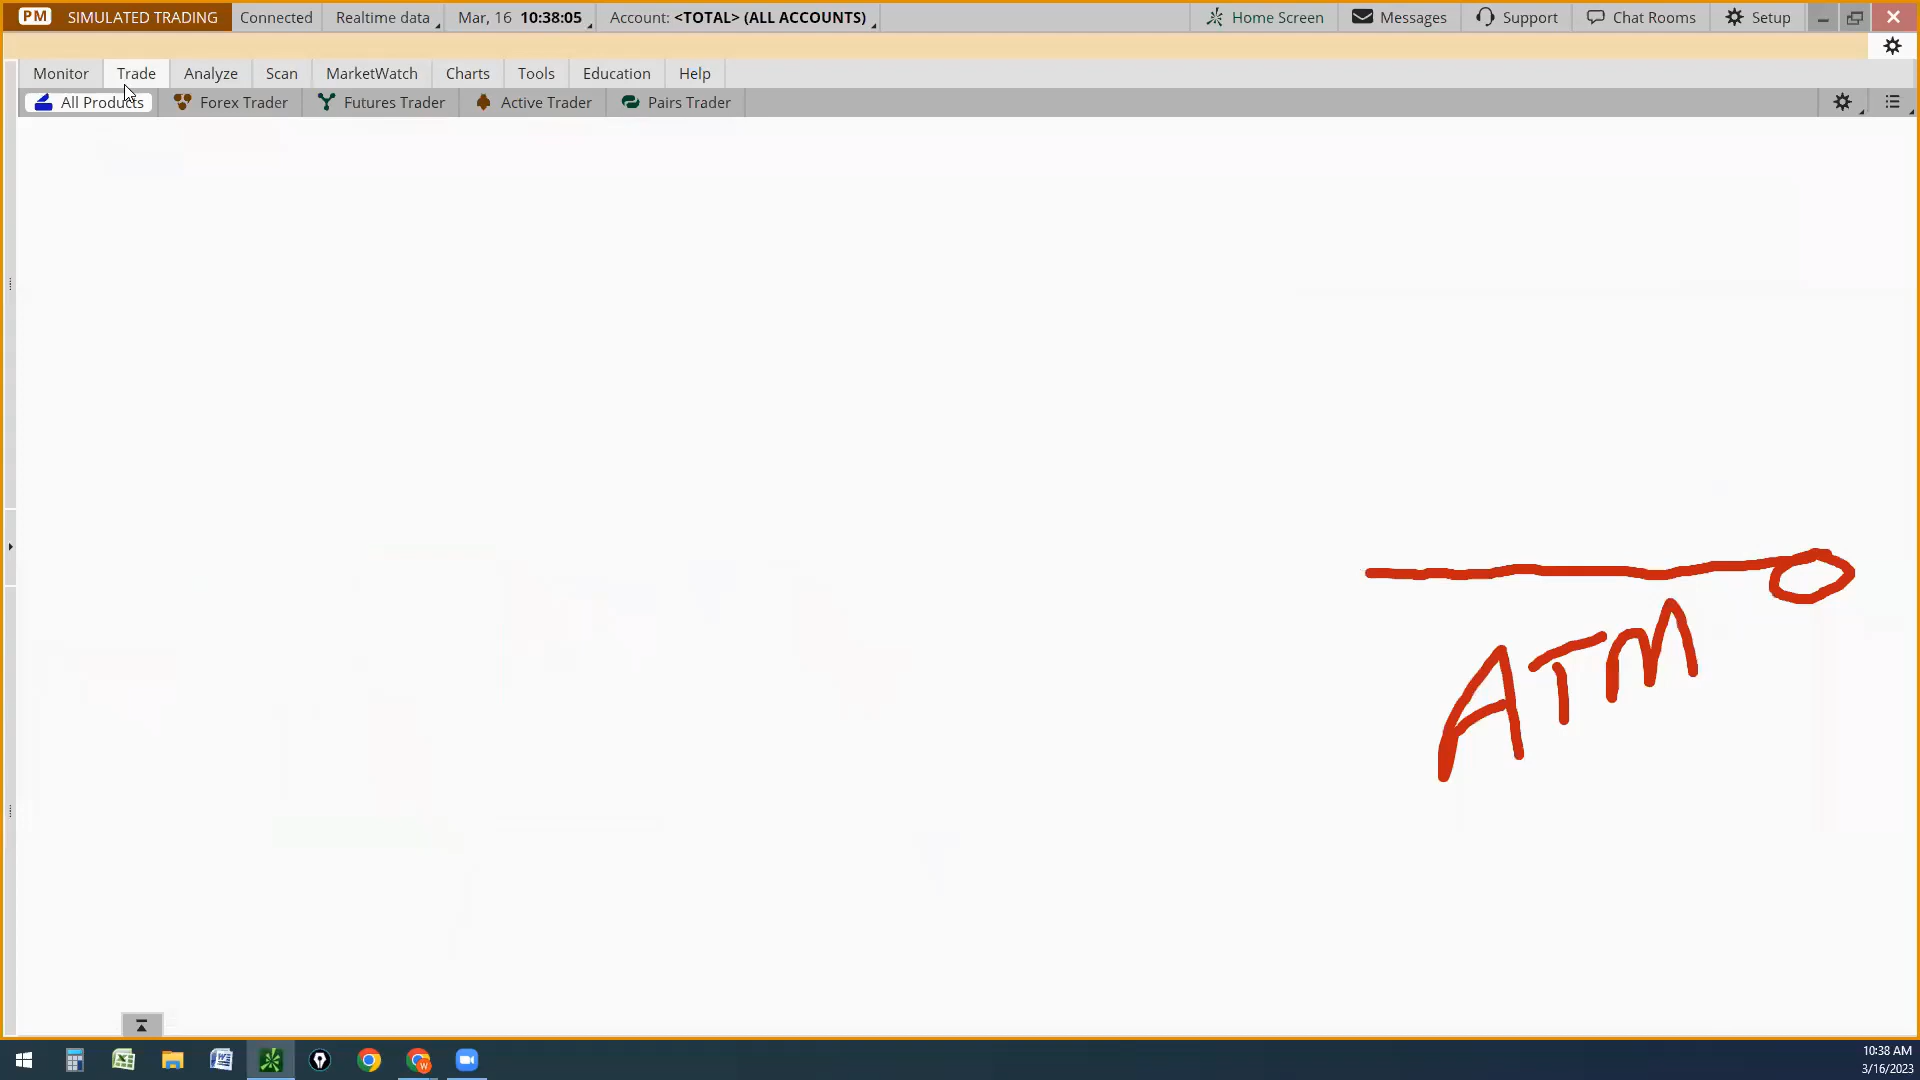 PM SIMULATED TRADING Connected Realtime data Mar, 16 10:38:05 Account: <TOTAL> (ALL ACCOUNTS) Home Screen Messages Support Chat Rooms Setup
Monitor Trade Analyze Scan MarketWatch Charts Tools Education Help
All Products Forex Trader Futures Trader Active Trader Pairs Trader
ATM
10:38 AM
3/16/2023